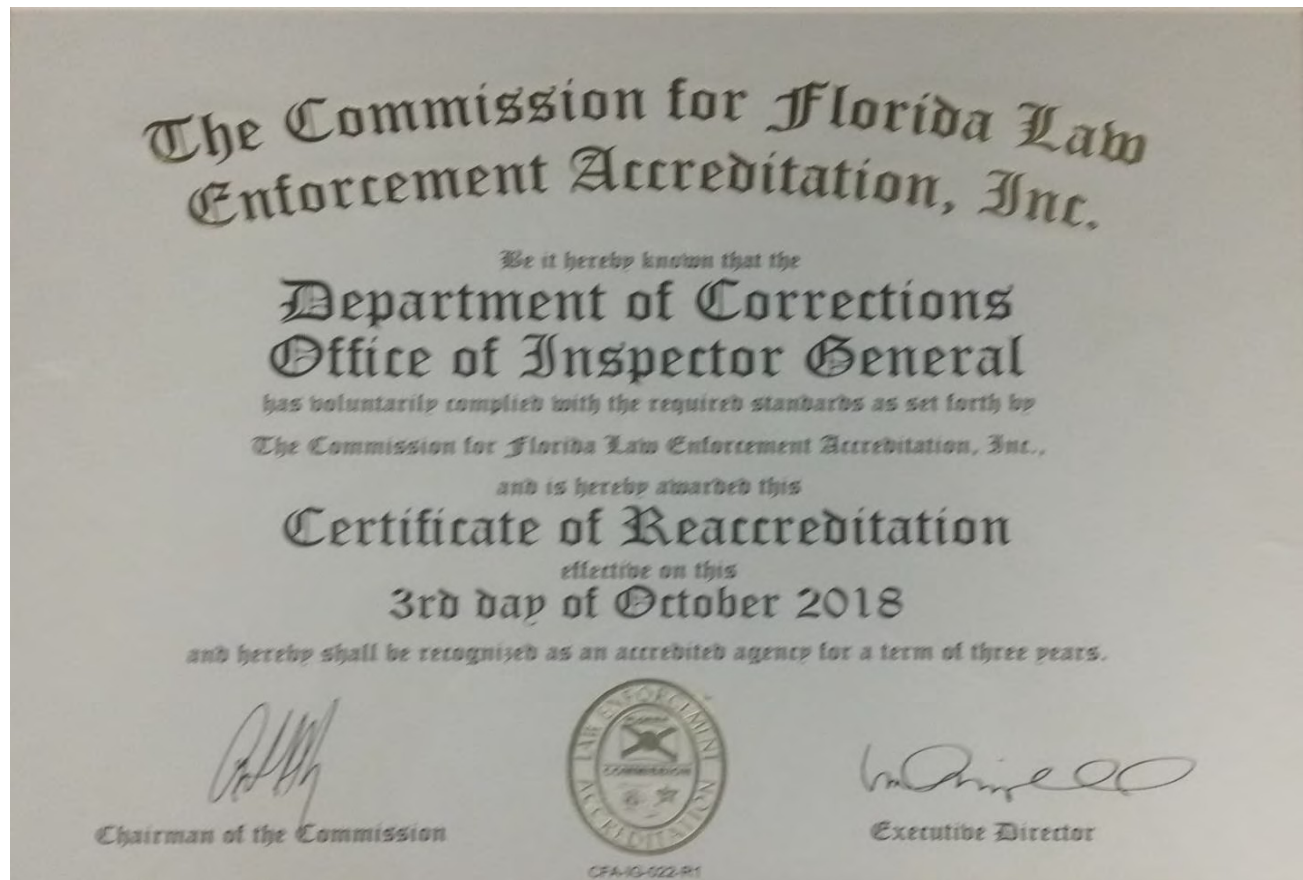 The Commission for Florida Law
Enforcement Accreditation, Inc.
Be it hereby known that the
Department of Corrections
Office of Inspector General
has voluntarily complied with the required standards as set forth by
The Commission for Florida Law Enforcement Accreditation, Inc.,
and is hereby awarded this
Certificate of Reaccreditation
effective on this
3rd day of October 2018
and hereby shall be recognized as an accredited agency for a term of three years.
LAW ENFORCEMENT
COMMISSION
ACCREDITATION
Chairman of the Commission
Executive Director
CFA-IG-022-R1